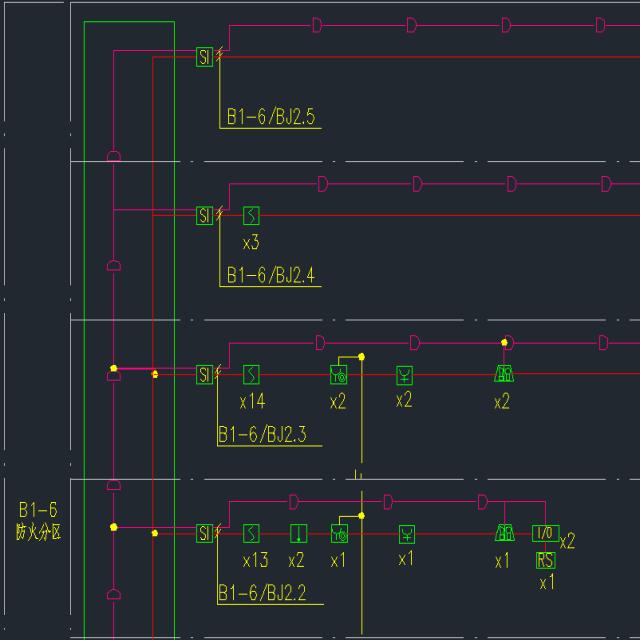 SI
B1-6/BJ2.5
SI
x3
B1-6/BJ2.4
SI
x14 x2 x2 x2
B1-6/BJ2.3
B1-6
防火分区
SI I/O x2
x13 x2 x1 x1 x1 RS
x1
B1-6/BJ2.2